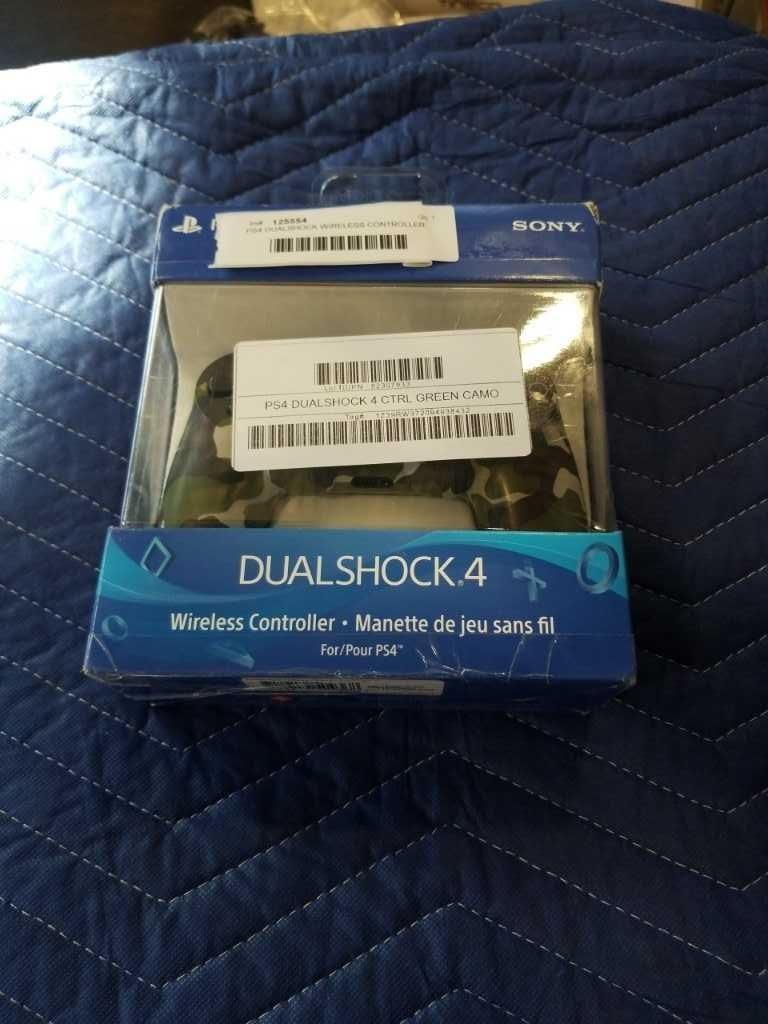 125554
PS4 DUALSHOCK WIRELESS CONTROLLER
SONY
PS4 DUALSHOCK 4 CTRL GREEN CAMO
DUALSHOCK®4
Wireless Controller • Manette de jeu sans fil
For/Pour PS4™